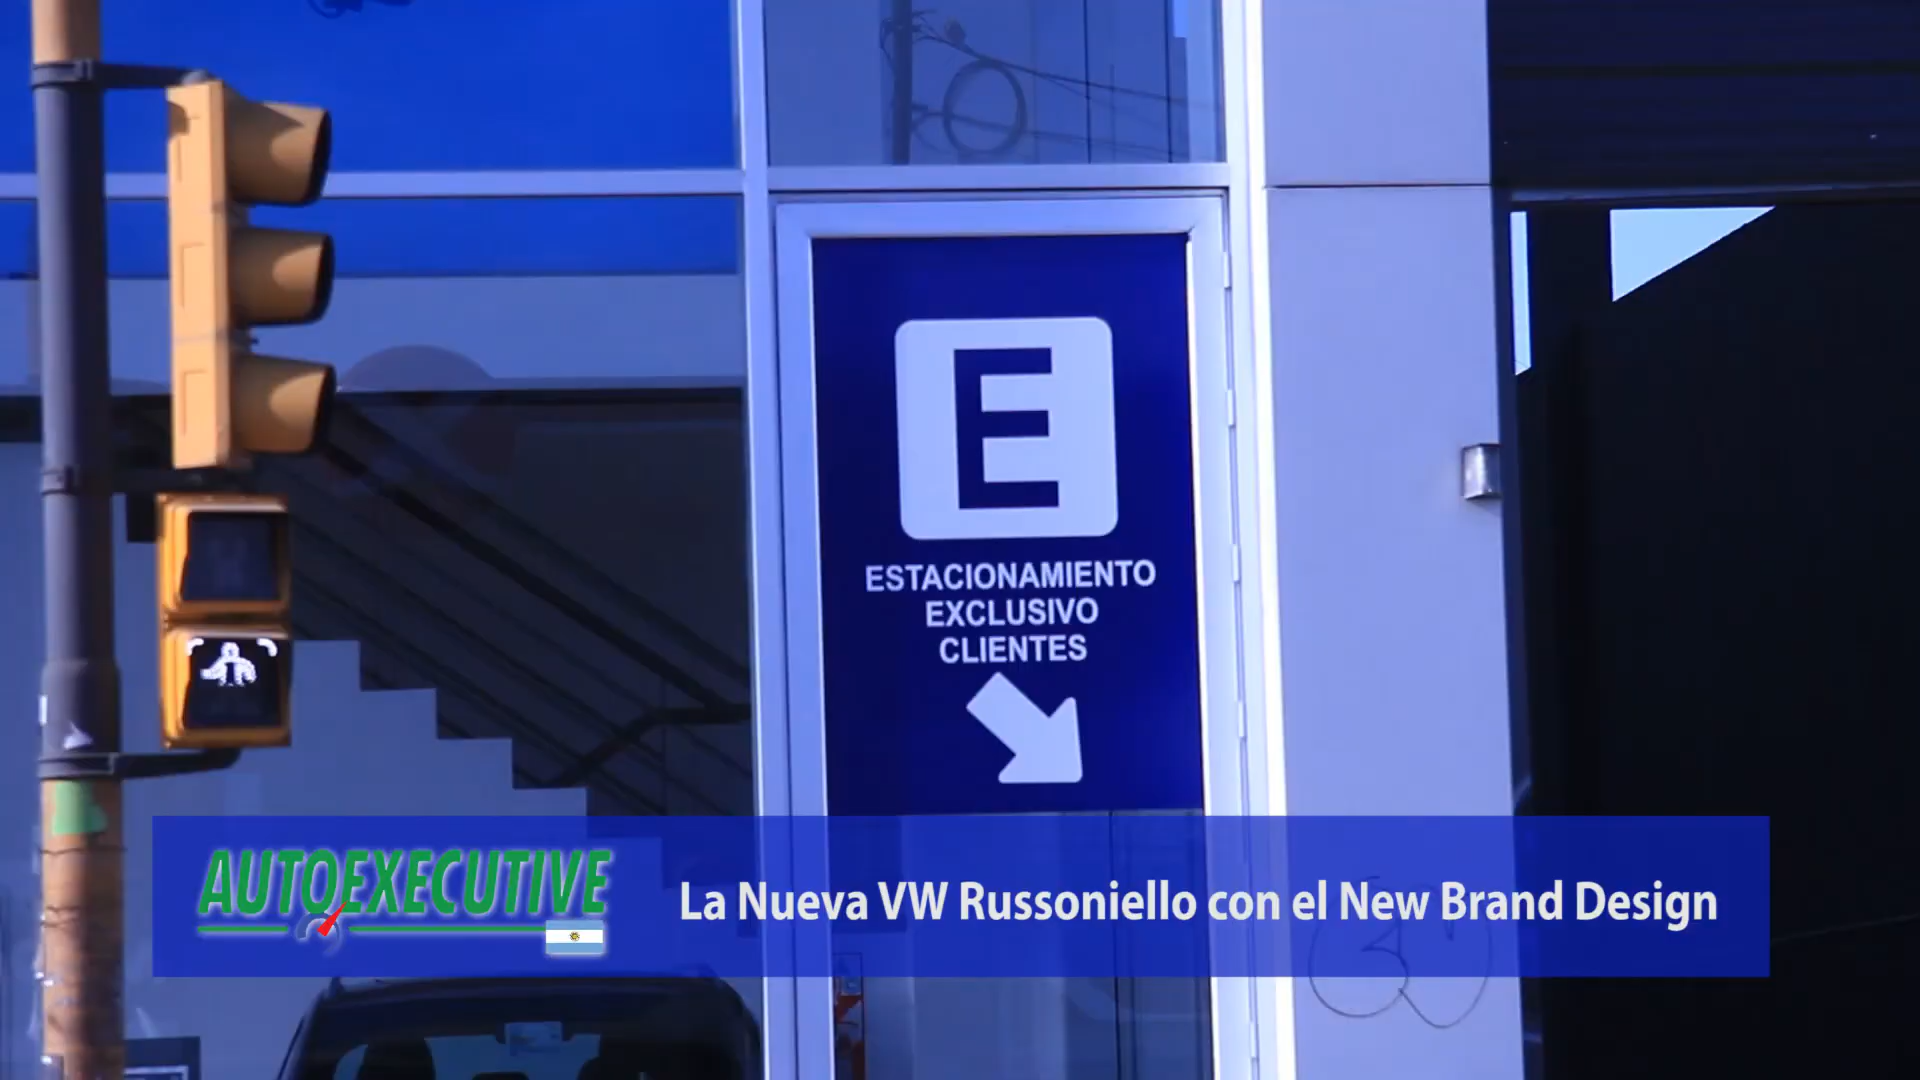 E
ESTACIONAMIENTO
EXCLUSIVO
CLIENTES
AUTOEXECUTIVE
La Nueva VW Russoniello con el New Brand Design